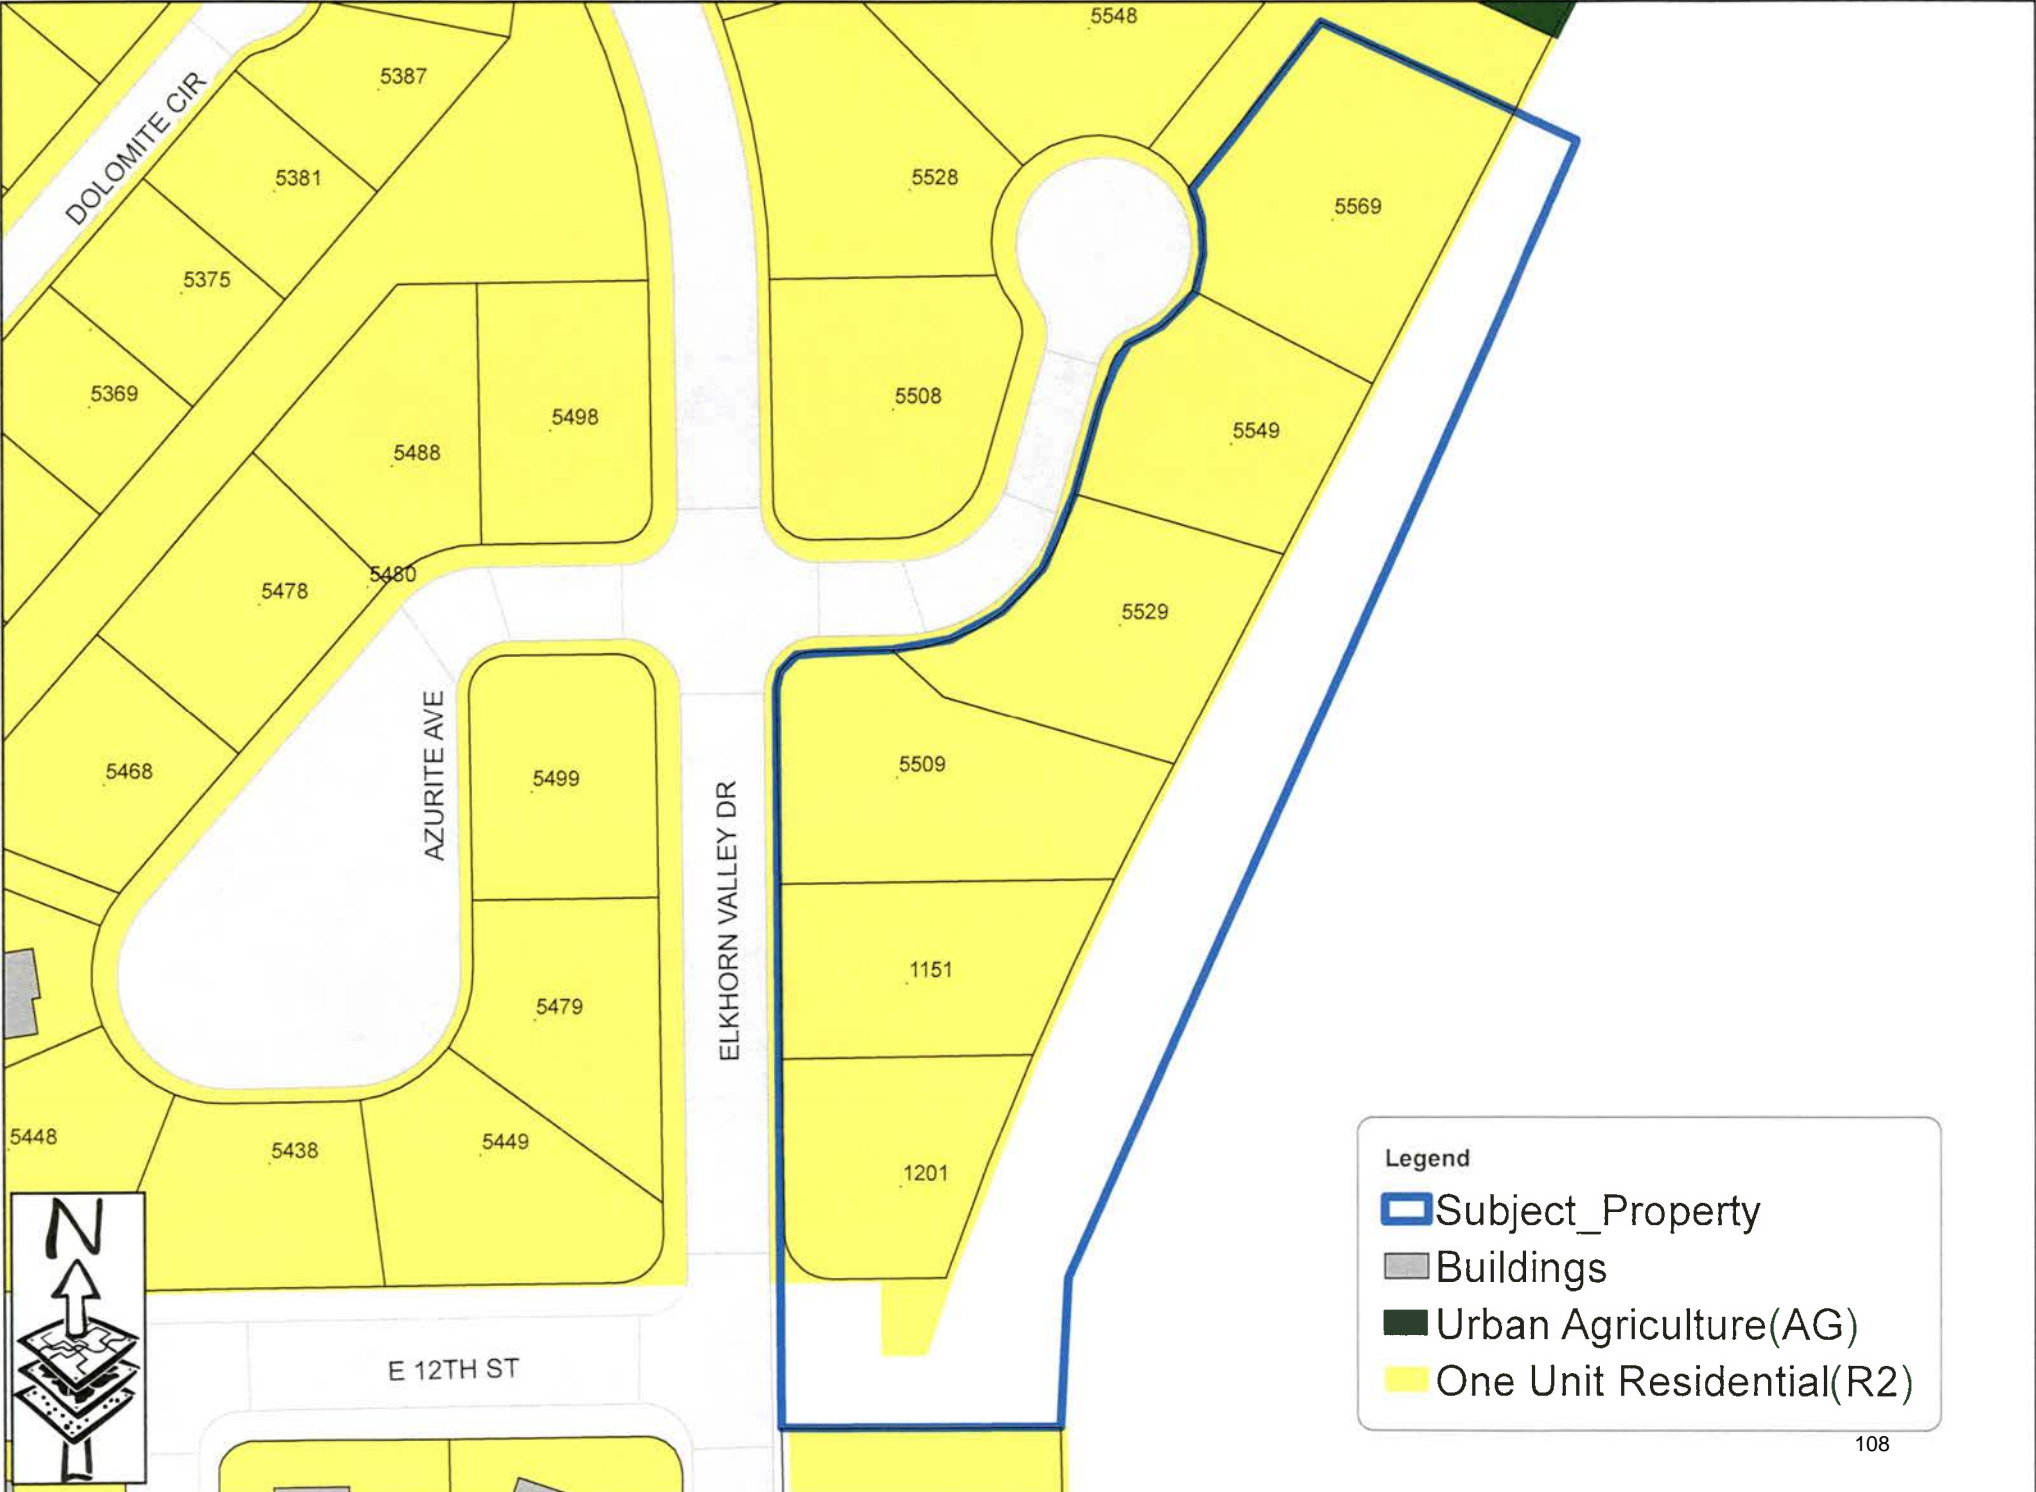 5548
5387
DOLOMITE CIR
5381
5528
5569
5375
5369
5508
5498
5549
5488
5480
5478
5529
5509
5468
AZURITE AVE
5499
ELKHORN VALLEY DR
1151
5479
5448
5438
5449
1201
N
E 12TH ST
Legend
Subject_Property
Buildings
Urban Agriculture(AG)
One Unit Residential(R2)
108